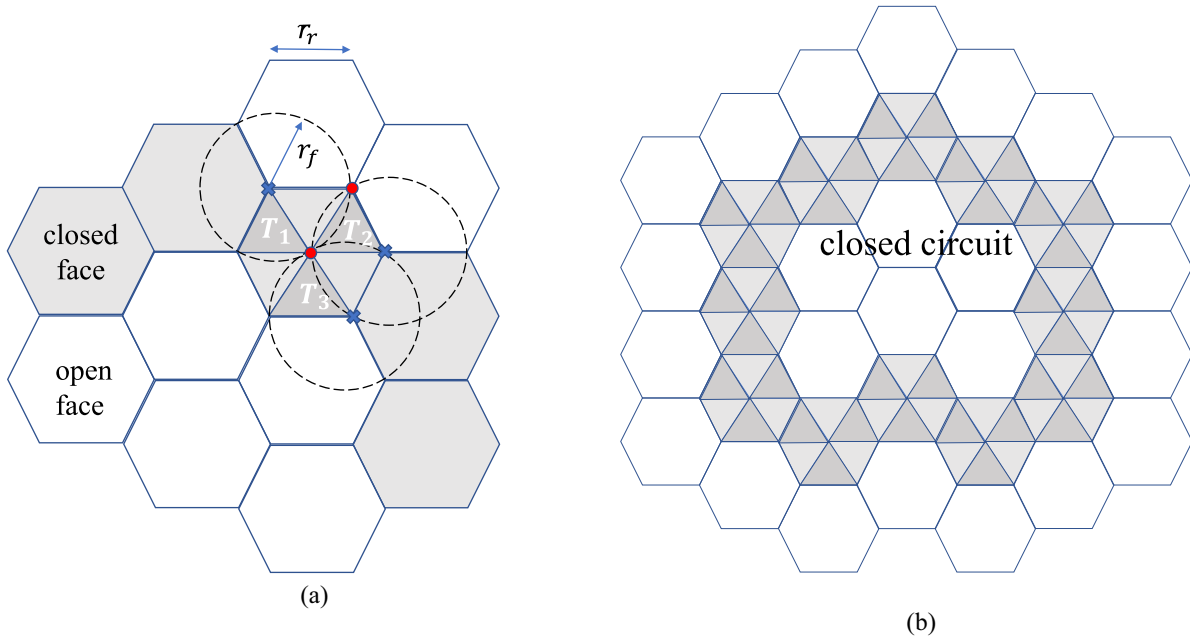 r_r
r_f
T_1
T_2
closed
face
T_3
open
face
(a)
closed circuit
(b)